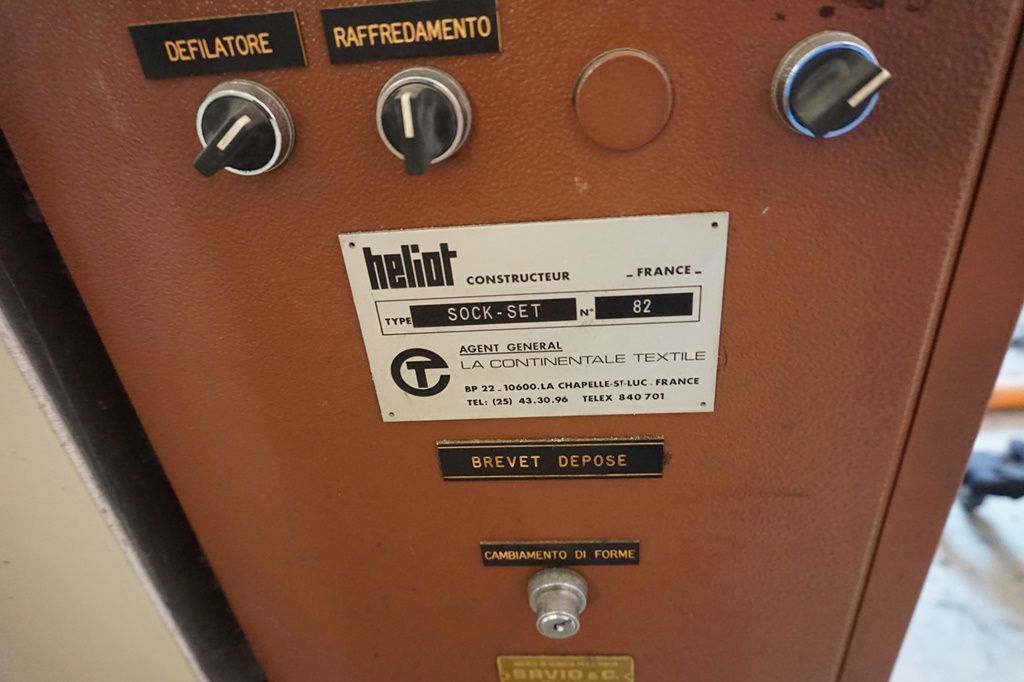 DEFILATORE
RAFFREDAMENTO
heliot CONSTRUCTEUR - FRANCE -
TYPE SOCK-SET N° 82
AGENT GENERAL
CT LA CONTINENTALE TEXTILE
BP 22 - 10600.LA CHAPELLE-ST-LUC . FRANCE
TEL: (25) 43.30.96 TELEX 840 701
BREVET DEPOSE
CAMBIAMENTO DI FORME
SAVIO & C.